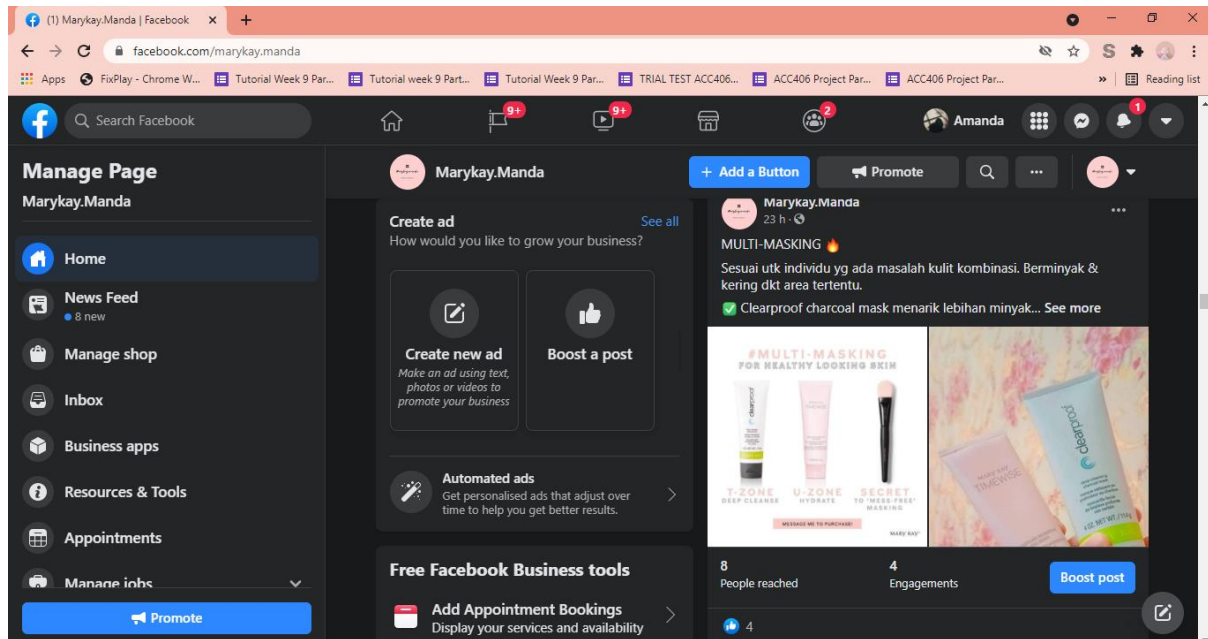 (1) Marykay.Manda | Facebook
facebook.com/marykay.manda
Apps
FixPlay - Chrome W...
Tutorial Week 9 Par...
Tutorial week 9 Part...
Tutorial Week 9 Par...
TRIAL TEST ACC406...
ACC406 Project Par...
ACC406 Project Par...
Reading list
Search Facebook
9+
9+
2
Amanda
1
Manage Page
Marykay.Manda
Home
News Feed
8 new
Manage shop
Inbox
Business apps
Resources & Tools
Appointments
Manage jobs
Promote
Marykay.Manda
+ Add a Button
Promote
Create ad
See all
How would you like to grow your business?
Create new ad
Make an ad using text,
photos or videos to
promote your business
Boost a post
Automated ads
Get personalised ads that adjust over
time to help you get better results.
Free Facebook Business tools
Add Appointment Bookings
Display your services and availability
Marykay.Manda
23 h
MULTI-MASKING
Sesuai utk individu yg ada masalah kulit kombinasi. Berminyak &
kering dkt area tertentu.
Clearproof charcoal mask menarik lebihan minyak... See more
#MULTI-MASKING
FOR HEALTHY LOOKING SKIN
clearproof
TIMEWISE
T-ZONE
DEEP CLEANSE
U-ZONE
HYDRATE
SECRET
TO "MESS-FREE"
MASKING
MESSAGE ME TO PURCHASE!
MARY KAY
MARY KAY
TIMEWISE
clearproof
8
People reached
4
Engagements
Boost post
4